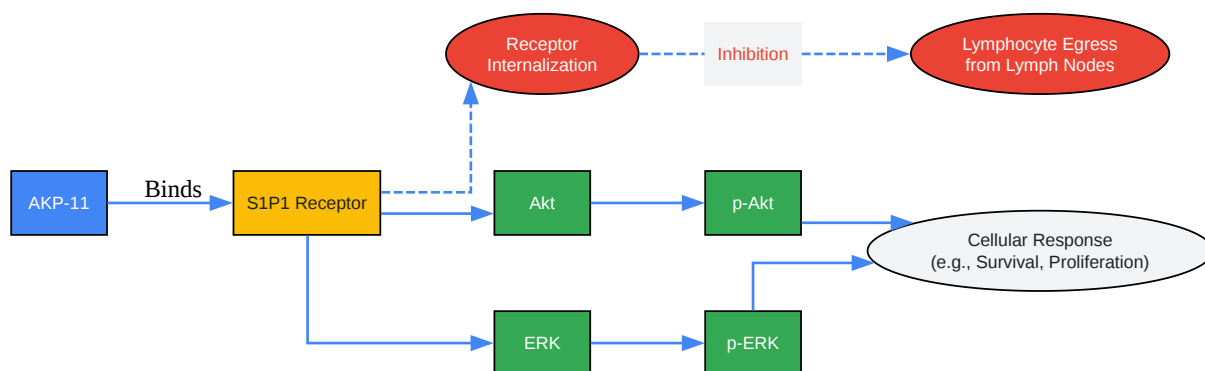 Receptor
Internalization
Inhibition
Lymphocyte Egress
from Lymph Nodes
AKP-11
Binds
S1P1 Receptor
Akt
p-Akt
Cellular Response
(e.g., Survival, Proliferation)
ERK
p-ERK